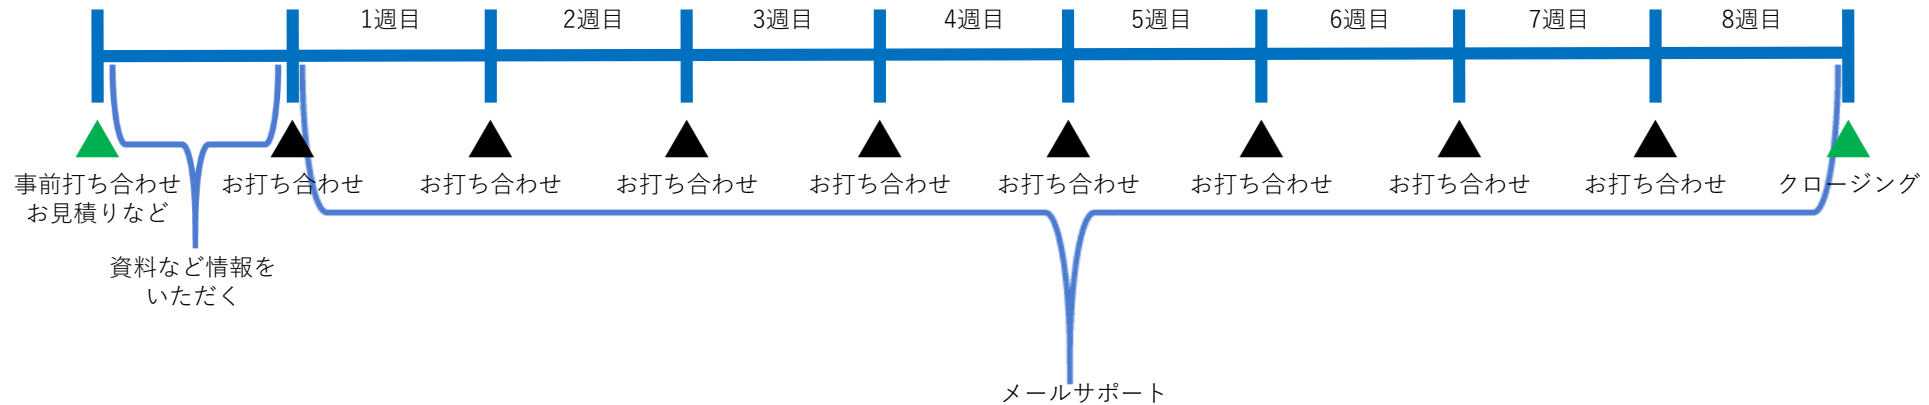 1週目
2週目
3週目
4週目
5週目
6週目
7週目
8週目
事前打ち合わせ
お見積りなど
お打ち合わせ
お打ち合わせ
お打ち合わせ
お打ち合わせ
お打ち合わせ
お打ち合わせ
お打ち合わせ
お打ち合わせ
クロージング
資料など情報を
いただく
メールサポート